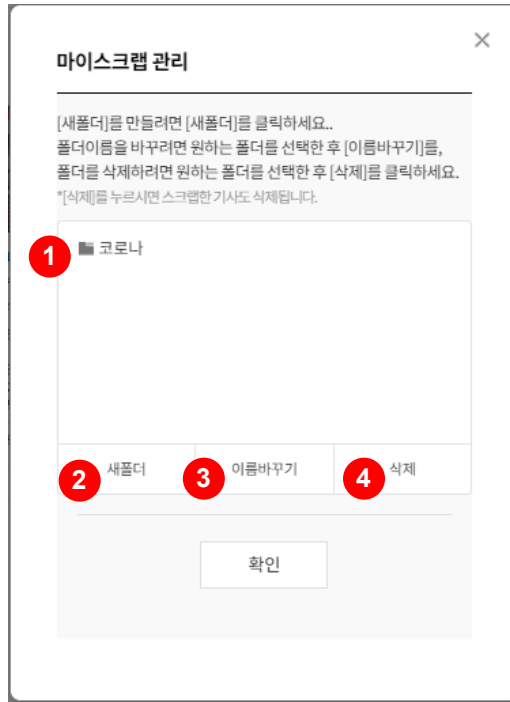 마이스크랩 관리
[새폴더]를 만들려면 [새폴더]를 클릭하세요..
폴더이름을 바꾸려면 원하는 폴더를 선택한 후 [이름바꾸기]를,
폴더를 삭제하려면 원하는 폴더를 선택한 후 [삭제]를 클릭하세요.
*[삭제]를 누르시면 스크랩한 기사도 삭제됩니다.
1 코로나
2 새폴더 3 이름바꾸기 4 삭제
확인